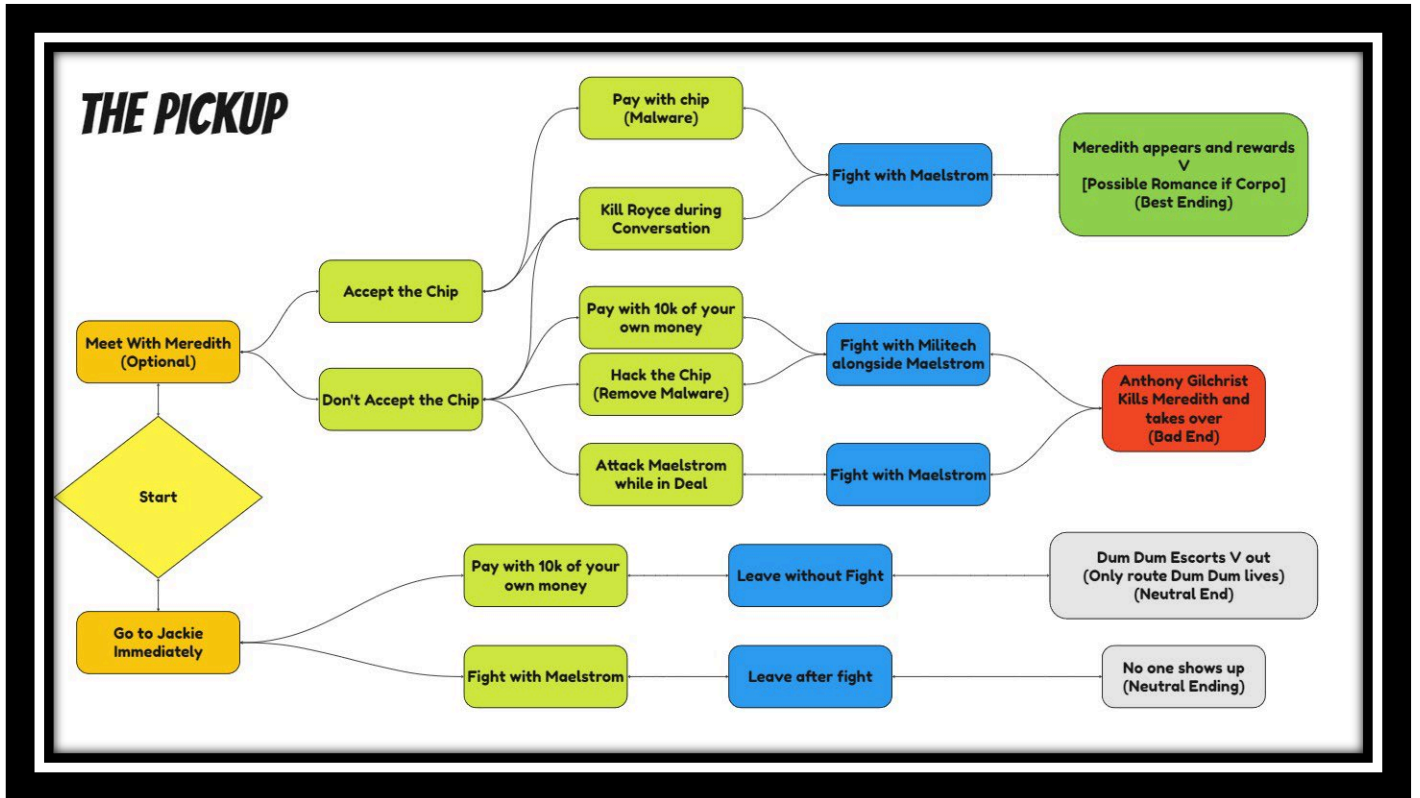 THE PICKUP
Pay with chip
(Malware)
Meredith appears and rewards
V
[Possible Romance if Corpo]
(Best Ending)
Fight with Maelstrom
Kill Royce during
Conversation
Accept the Chip
Pay with 10k of your
own money
Meet With Meredith
(Optional)
Fight with Militech
alongside Maelstrom
Hack the Chip
(Remove Malware)
Don't Accept the Chip
Anthony Gilchrist
Kills Meredith and
takes over
(Bad End)
Attack Maelstrom
while in Deal
Fight with Maelstrom
Start
Pay with 10k of your
own money
Leave without Fight
Dum Dum Escorts V out
(Only route Dum Dum lives)
(Neutral End)
Go to Jackie
Immediately
Fight with Maelstrom
Leave after fight
No one shows up
(Neutral Ending)